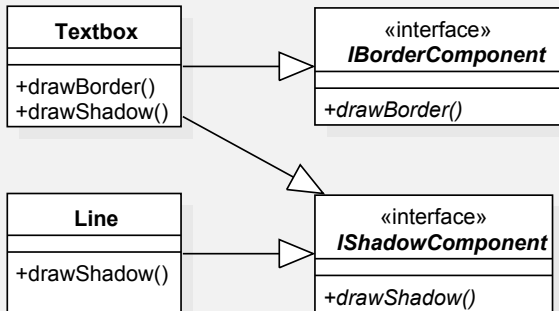 Textbox
+drawBorder()
+drawShadow()
«interface»
IBorderComponent
+drawBorder()
Line
+drawShadow()
«interface»
IShadowComponent
+drawShadow()